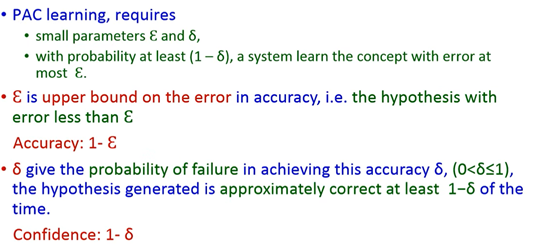 • PAC learning, requires
• small parameters Ɛ and δ,
• with probability at least (1 – δ), a system learn the concept with error at
most Ɛ.
• Ɛ is upper bound on the error in accuracy, i.e. the hypothesis with
error less than Ɛ
Accuracy: 1- Ɛ
• δ give the probability of failure in achieving this accuracy δ, (0<δ≤1),
the hypothesis generated is approximately correct at least 1−δ of the
time.
Confidence: 1- δ